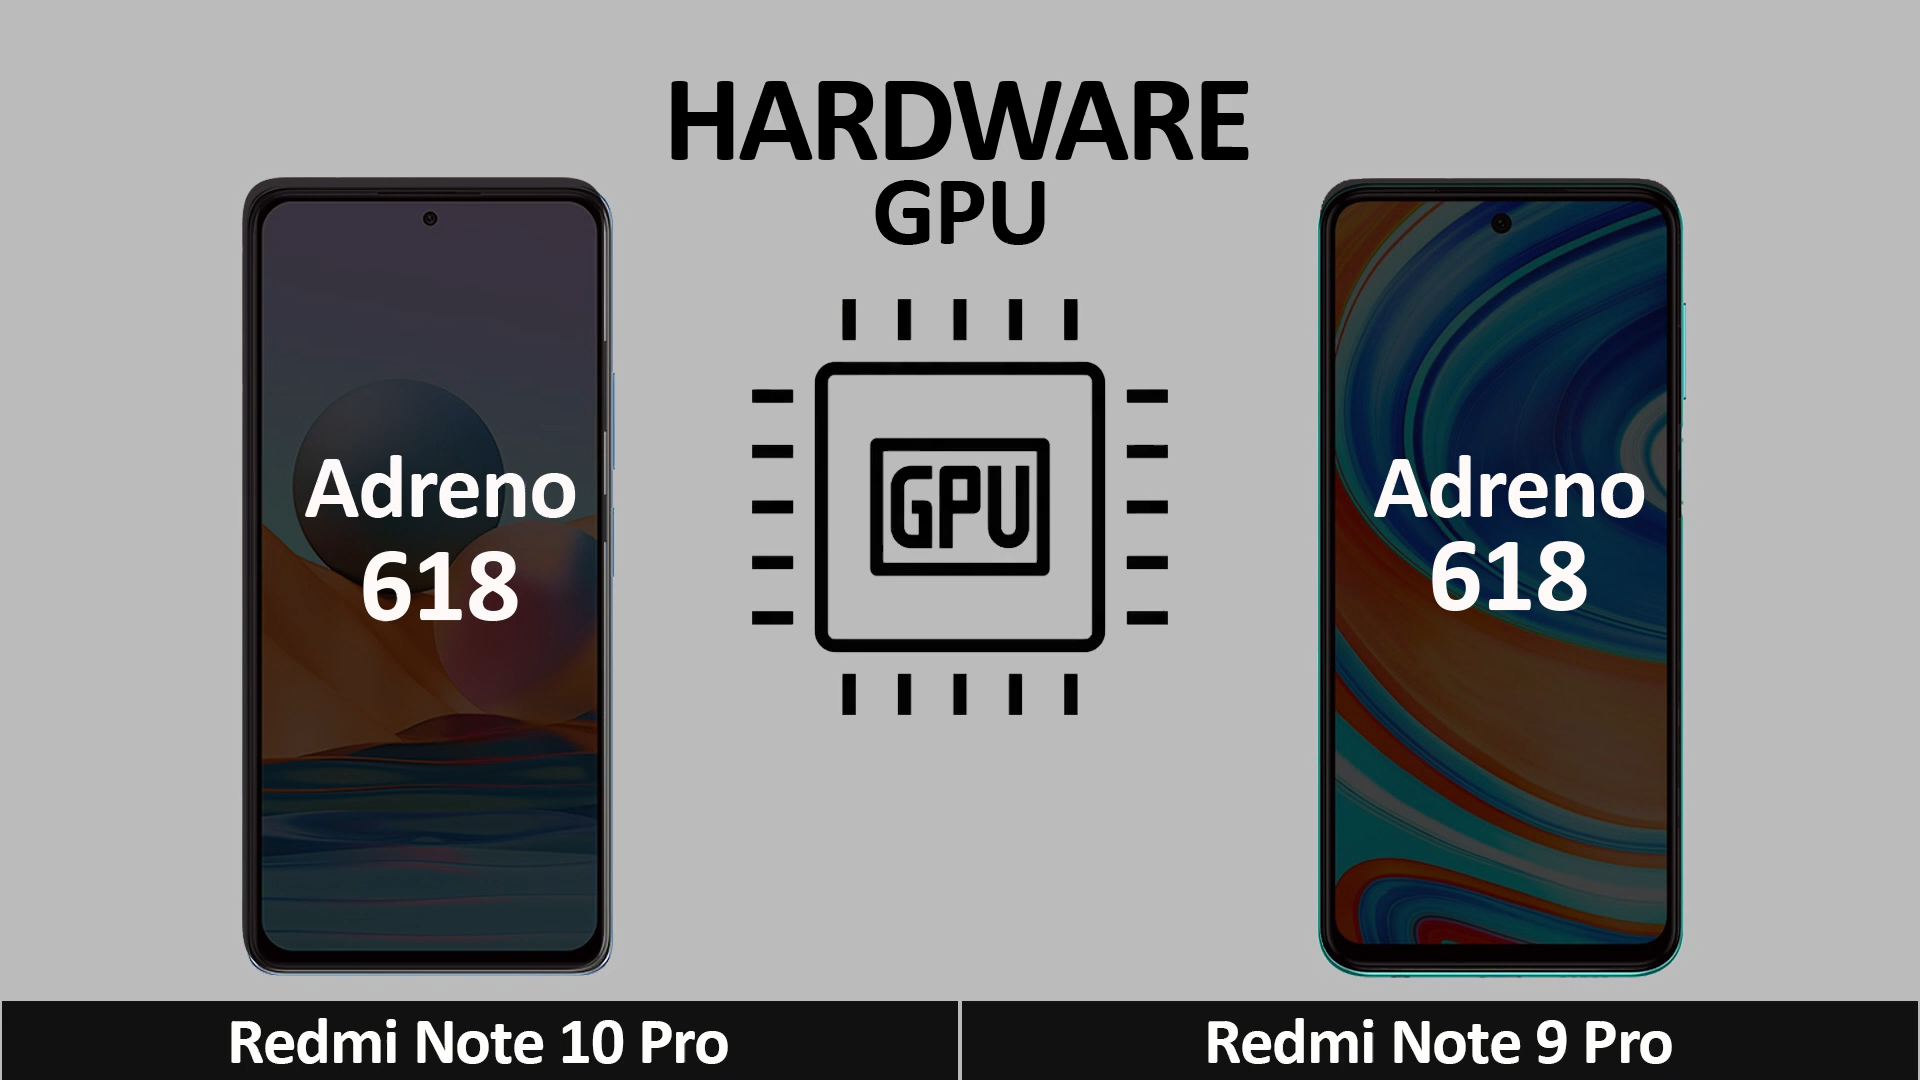 HARDWARE
GPU
Adreno
618
GPU
Adreno
618
Redmi Note 10 Pro
Redmi Note 9 Pro